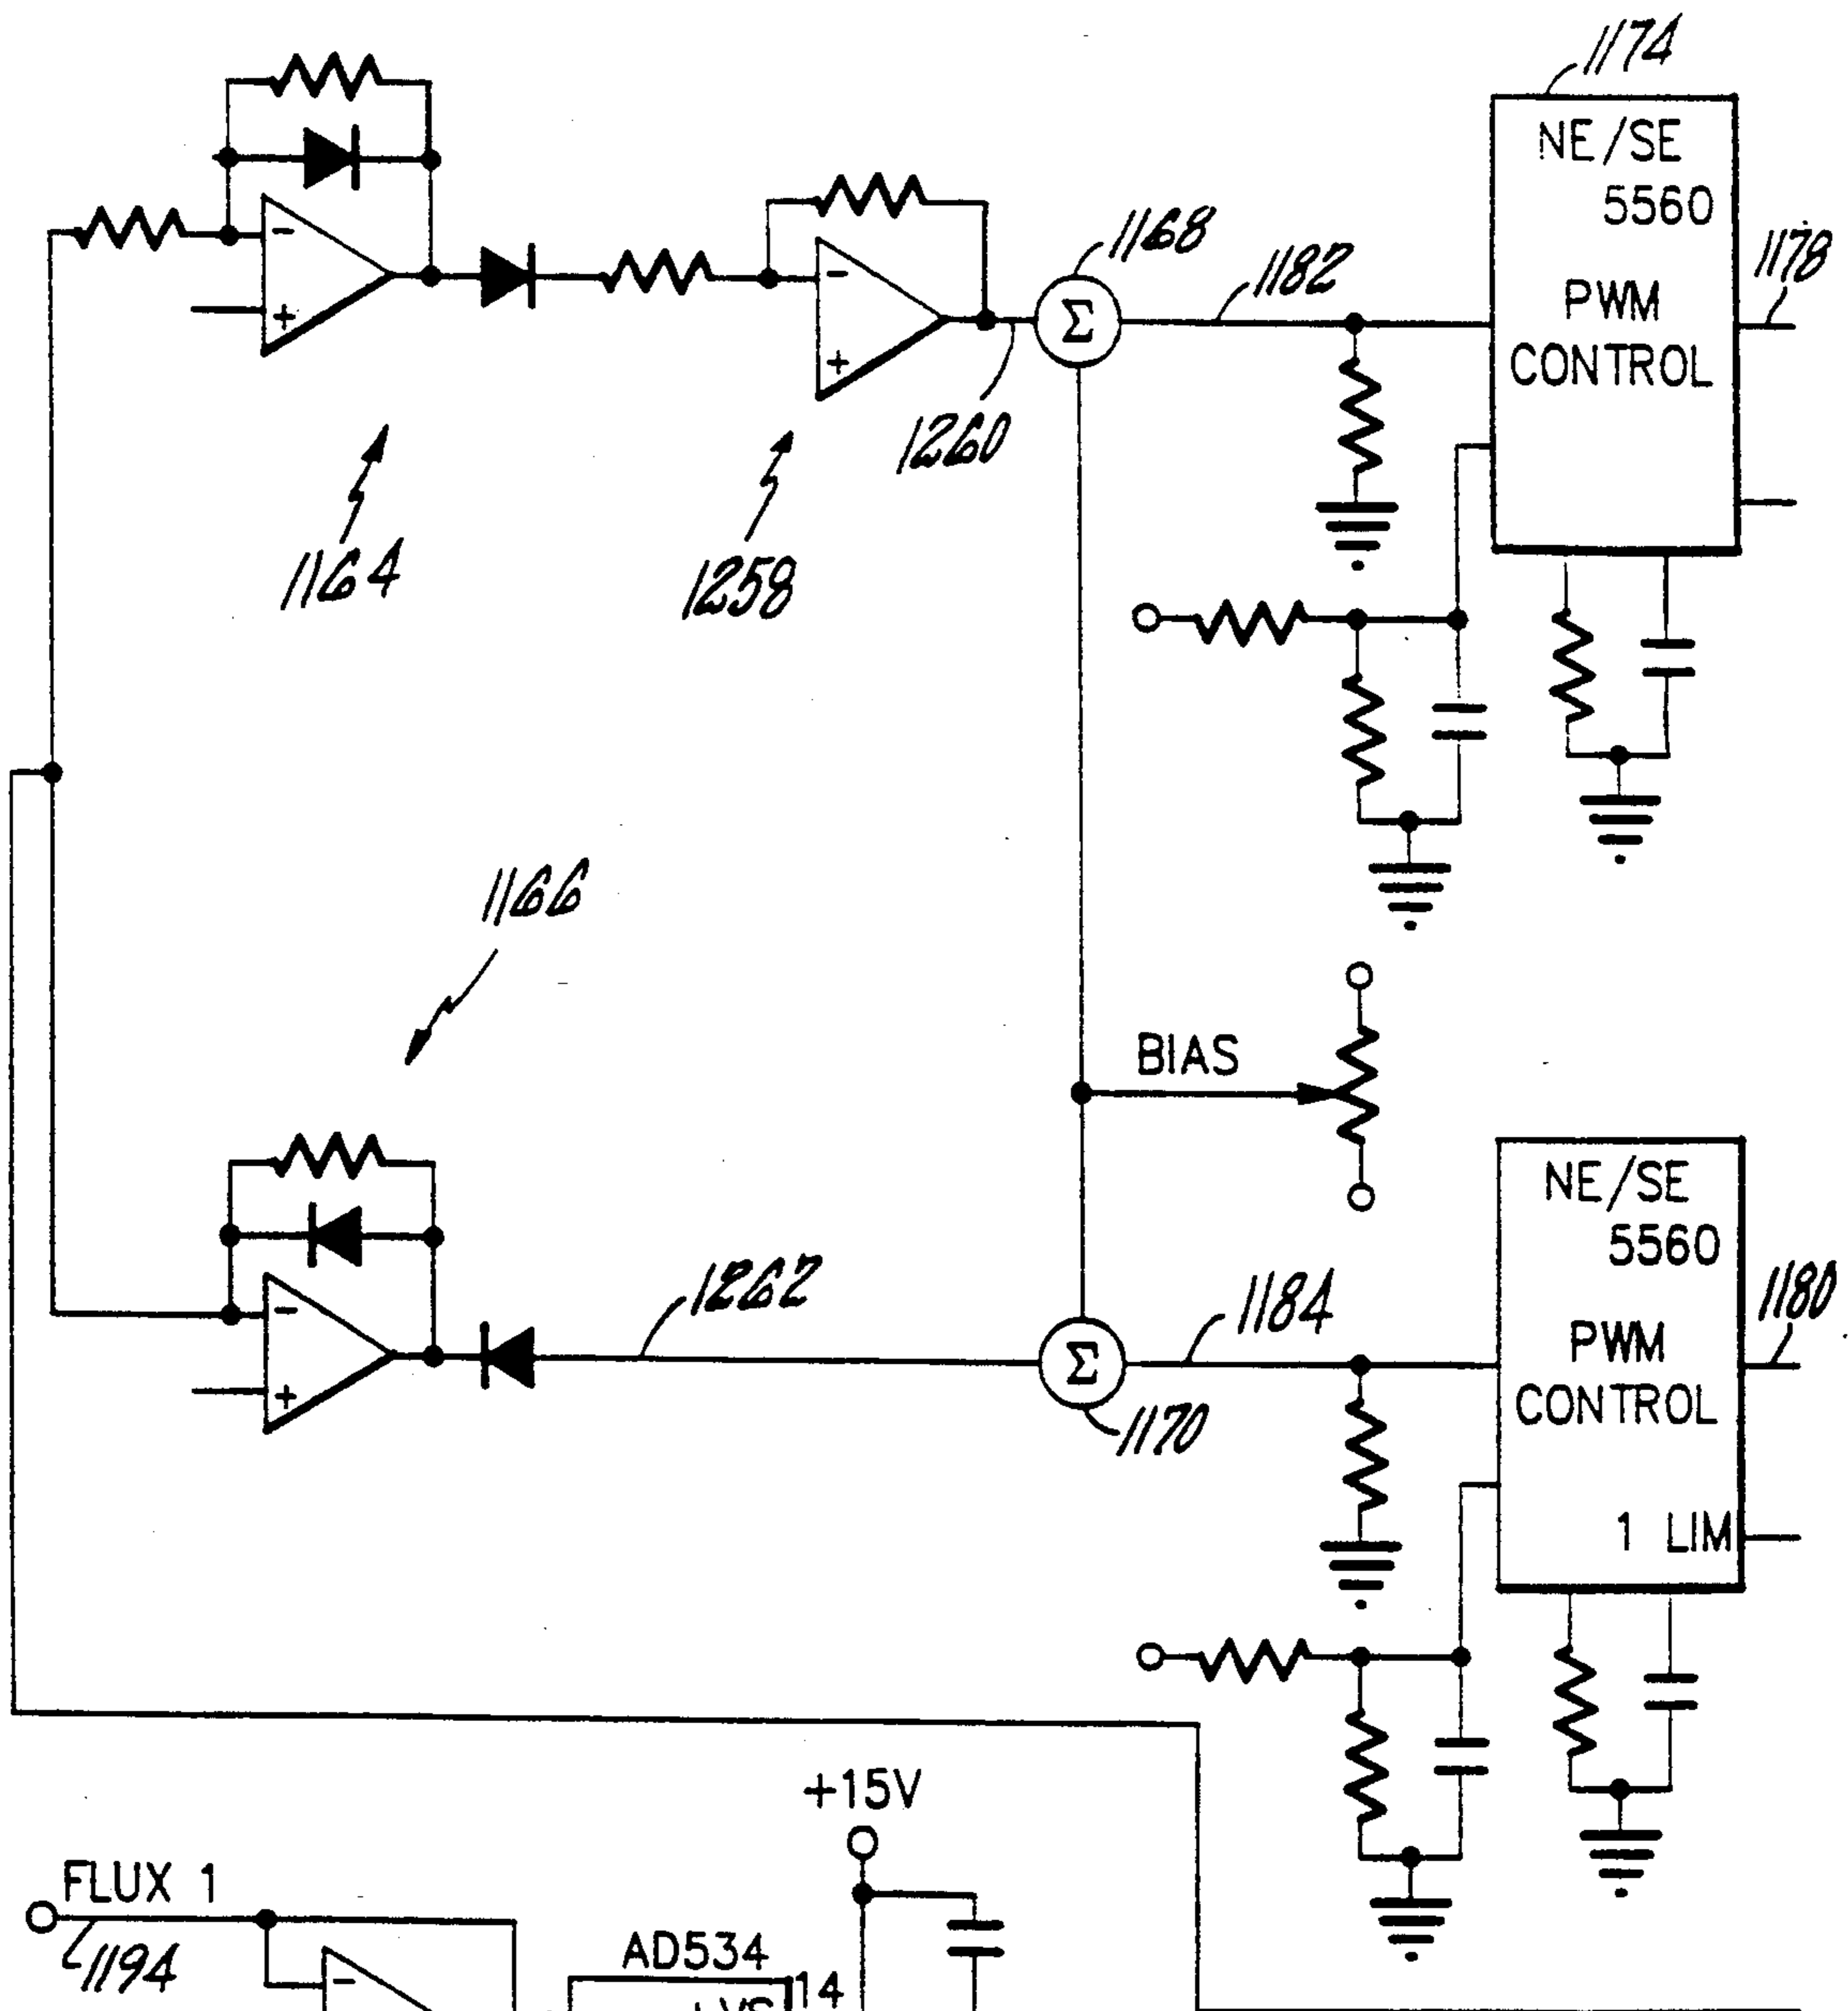 1174
NE/SE
5560
PWM
CONTROL
1178
1168
1182
-
+
-
+
Σ
1260
1164
1258
1166
BIAS
NE/SE
5560
PWM
CONTROL
1 LIM
1180
1262
1184
-
+
Σ
1170
+15V
FLUX 1
1194
-
AD534
14